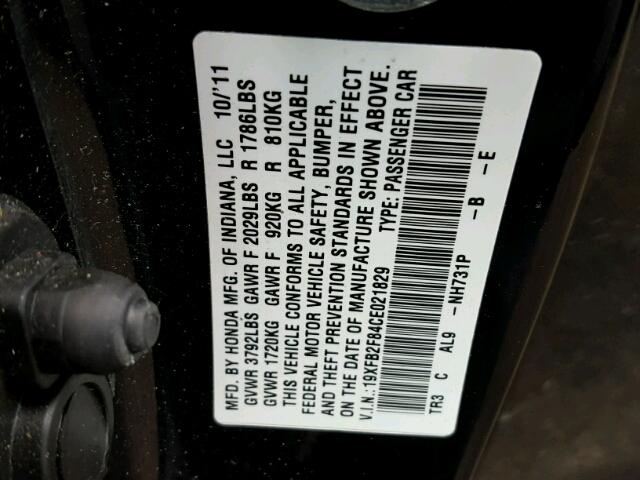 MFD. BY HONDA MFG. OF INDIANA, LLC 10/'11
GVWR 3792LBS GAWR F 2029LBS R 1786LBS
GVWR 1720KG GAWR F 920KG R 810KG
THIS VEHICLE CONFORMS TO ALL APPLICABLE
FEDERAL MOTOR VEHICLE SAFETY, BUMPER,
AND THEFT PREVENTION STANDARDS IN EFFECT
ON THE DATE OF MANUFACTURE SHOWN ABOVE.
V.I.N.:19XFB2F84CE021829 TYPE: PASSENGER CAR
TR3 C AL9 -NH731P -B -E